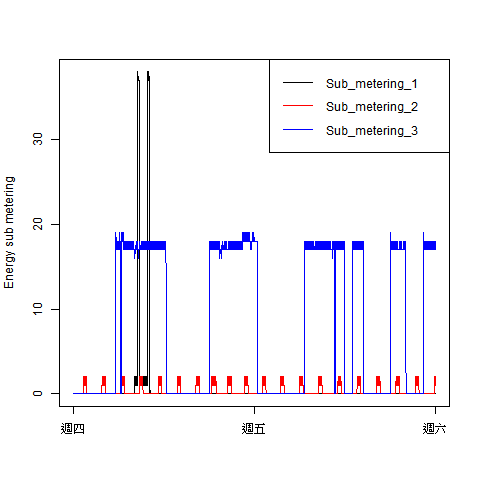 Sub_metering_1
Sub_metering_2
Sub_metering_3
Energy sub metering
30
20
10
0
週四
週五
週六